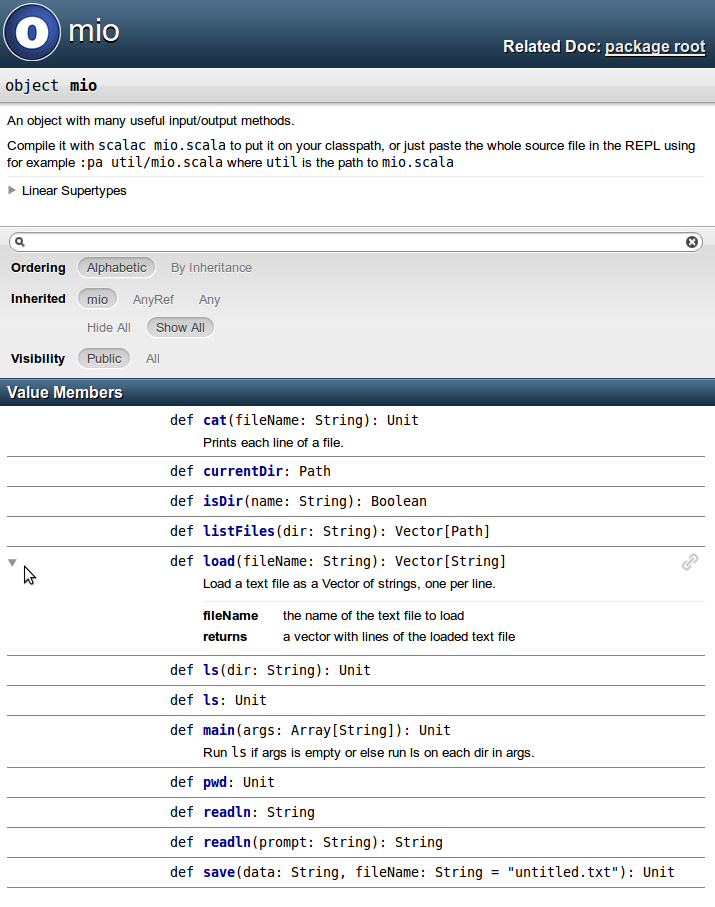 O mio
Related Doc: package root
object mio
An object with many useful input/output methods.
Compile it with scalac mio.scala to put it on your classpath, or just paste the whole source file in the REPL using
for example :pa util/mio.scala where util is the path to mio.scala
Linear Supertypes
Ordering Alphabetic By Inheritance
Inherited mio AnyRef Any
Hide All Show All
Visibility Public All
Value Members
def cat(fileName: String): Unit
Prints each line of a file.
def currentDir: Path
def isDir(name: String): Boolean
def listFiles(dir: String): Vector[Path]
def load(fileName: String): Vector[String]
Load a text file as a Vector of strings, one per line.
fileName the name of the text file to load
returns a vector with lines of the loaded text file
def ls(dir: String): Unit
def ls: Unit
def main(args: Array[String]): Unit
Run ls if args is empty or else run ls on each dir in args.
def pwd: Unit
def readln: String
def readln(prompt: String): String
def save(data: String, fileName: String = "untitled.txt"): Unit